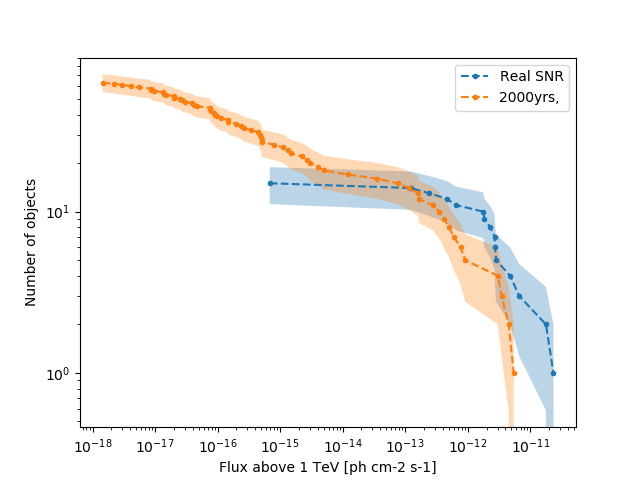 Real SNR
2000yrs,
10¹
10⁰
Number of objects
10⁻¹⁸ 10⁻¹⁷ 10⁻¹⁶ 10⁻¹⁵ 10⁻¹⁴ 10⁻¹³ 10⁻¹² 10⁻¹¹
Flux above 1 TeV [ph cm-2 s-1]